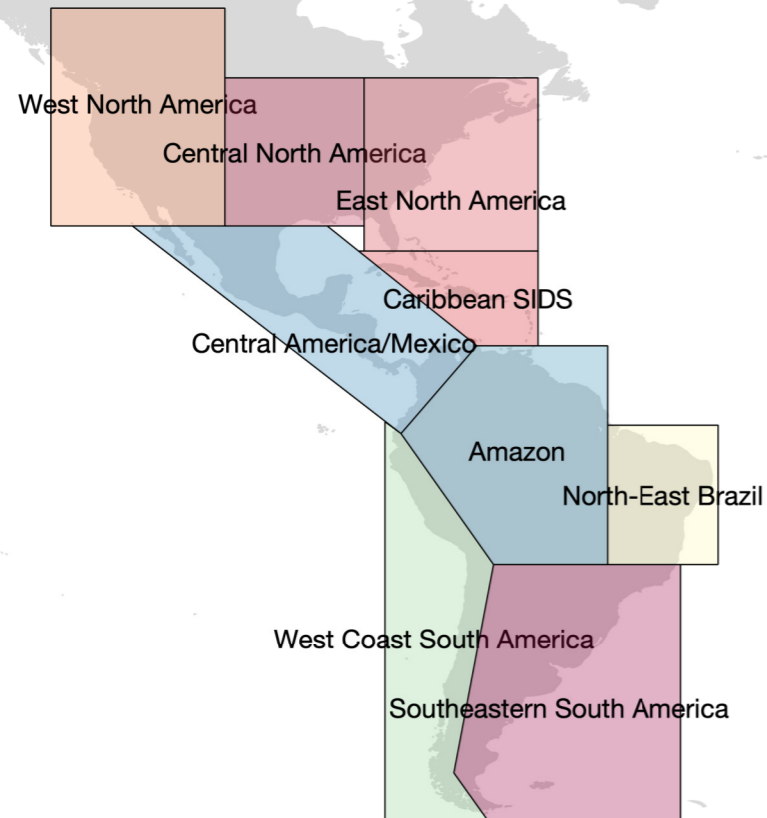 West North America
Central North America
East North America
Caribbean SIDS
Central America/Mexico
Amazon
North-East Brazil
West Coast South America
Southeastern South America